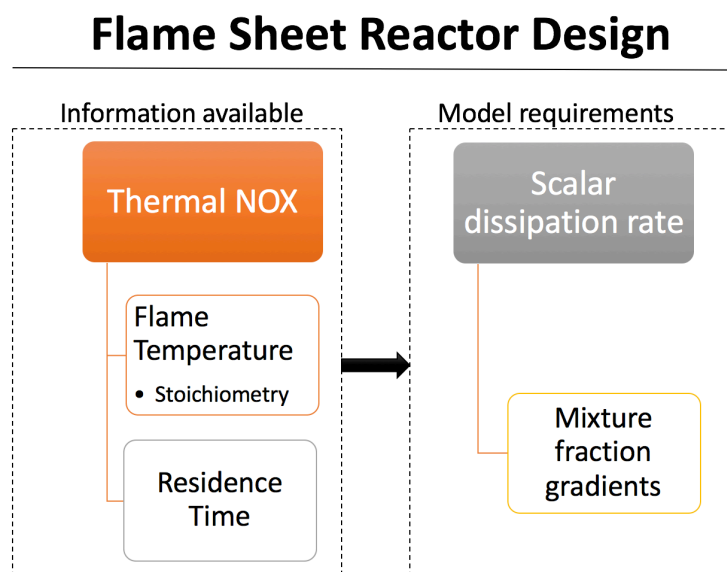 Flame Sheet Reactor Design
Information available
Thermal NOX
Flame
Temperature
• Stoichiometry
Residence
Time
Model requirements
Scalar
dissipation rate
Mixture
fraction
gradients